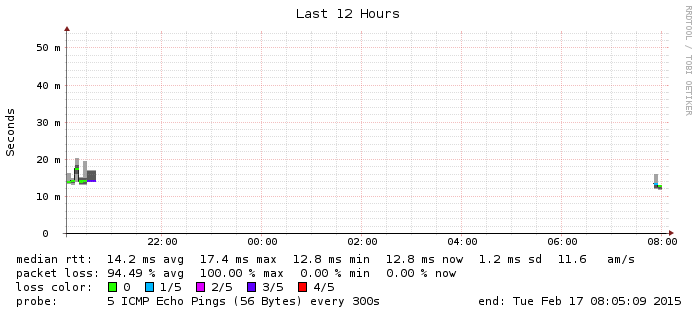 Last 12 Hours
RRDTOOL / TOBI OETIKER
Seconds
50 m
40 m
30 m
20 m
10 m
0
22:00 00:00 02:00 04:00 06:00 08:00
median rtt: 14.2 ms avg 17.4 ms max 12.8 ms min 12.8 ms now 1.2 ms sd 11.6 am/s
packet loss: 94.49 % avg 100.00 % max 0.00 % min 0.00 % now
loss color: 0 1/5 2/5 3/5 4/5
probe: 5 ICMP Echo Pings (56 Bytes) every 300s end: Tue Feb 17 08:05:09 2015